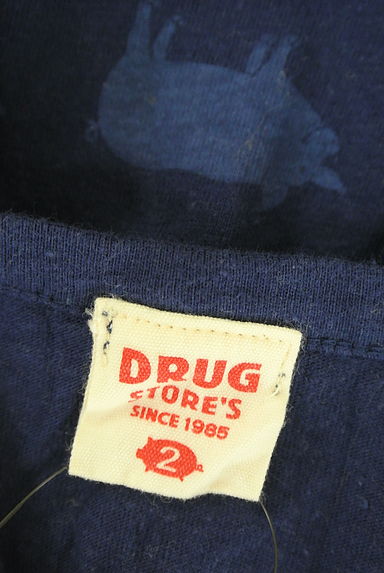 DRUG
STORE'S
SINCE 1985
2